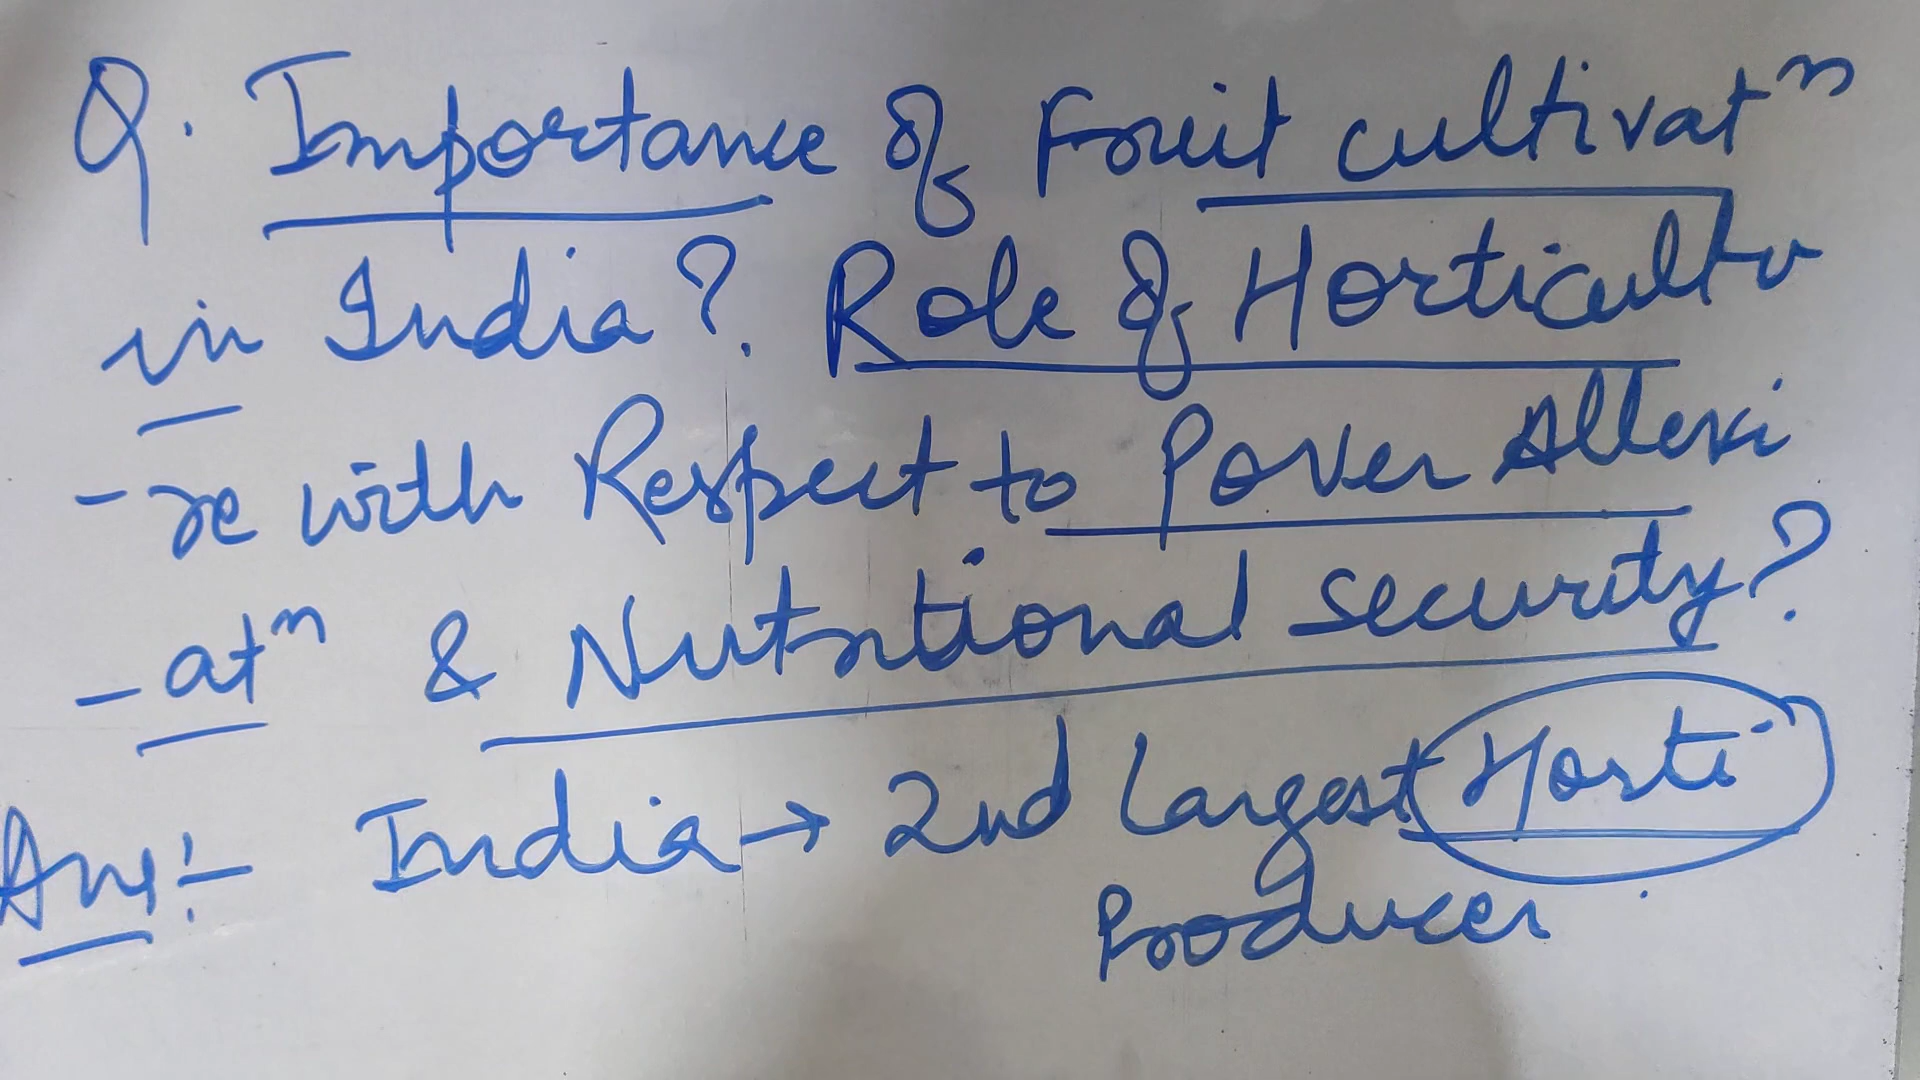 Q. Importance of Fruit cultivatⁿ
in India? Role of Horticultu
-re with Respect to Pover Allevi
-atⁿ & Nutritional security?
Ans:- India → 2nd Largest Horti
Producer